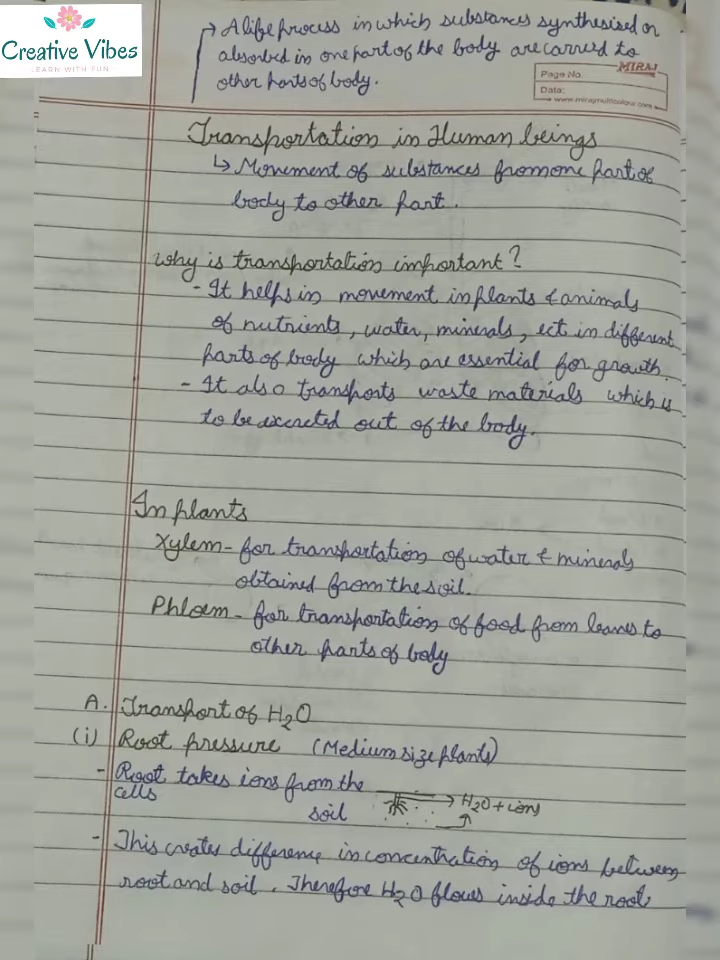 Creative Vibes
LEARN WITH FUN
→ A life process in which substances synthesised or
absorbed in one part of the body are carried to
other parts of body.
MIRAJ
Page No.
Date:
www.mirajmulticolour.com
Transportation in Human beings
↳ Movement of substances from one part of
body to other part.
why is transportation important?
- It helps in movement in plants & animals
of nutrients, water, minerals, ect in different
parts of body which are essential for growth.
- It also transports waste materials which is
to be excreted out of the body.
In plants
Xylem - for transportation of water & minerals
obtained from the soil.
Phloem - for transportation of food from leaves to
other parts of body
A. Transport of H₂O
(i) Root pressure (Medium size plants)
- Root takes ions from the
cells
soil
→ H₂O + ions
- This creates difference in concentration of ions between
root and soil. Therefore H₂O flows inside the root